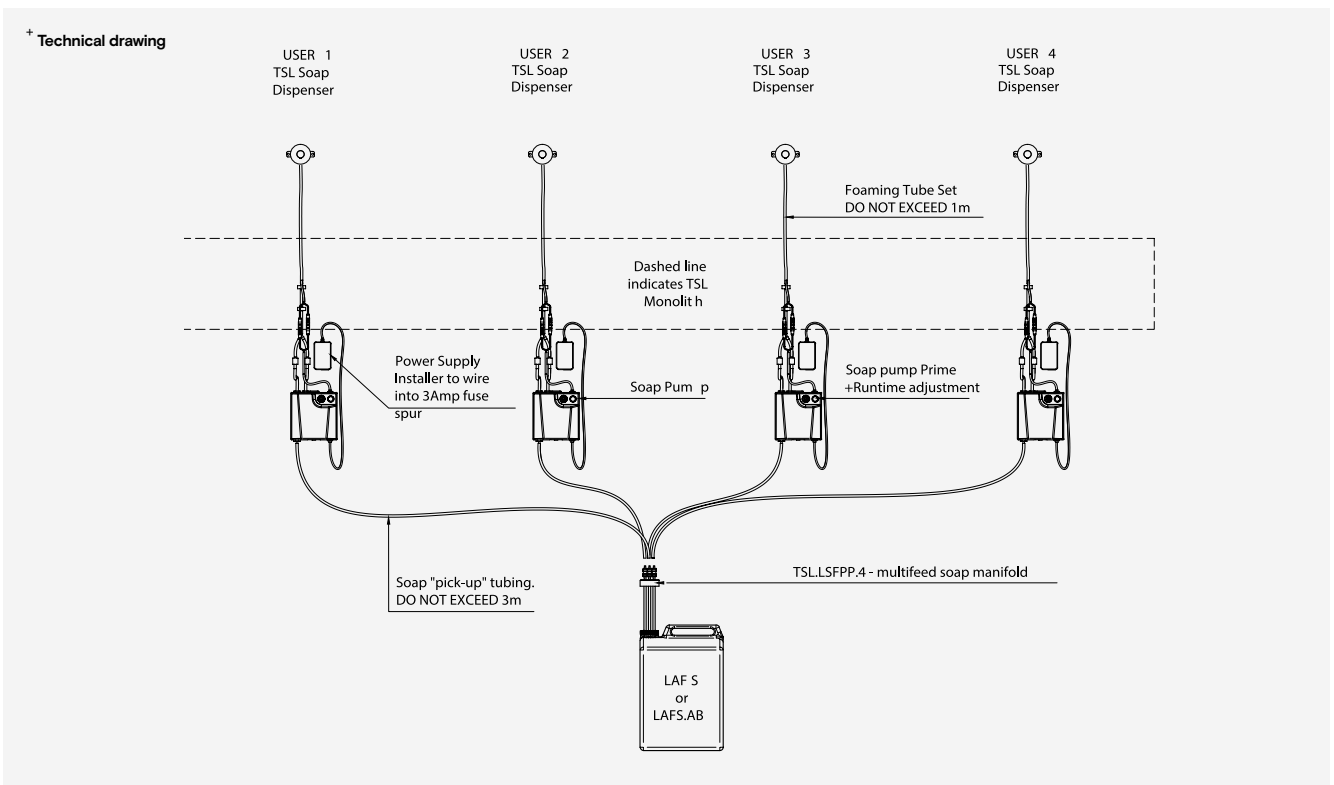 + Technical drawing
USER 1
TSL Soap
Dispenser
USER 2
TSL Soap
Dispenser
USER 3
TSL Soap
Dispenser
USER 4
TSL Soap
Dispenser
Foaming Tube Set
DO NOT EXCEED 1m
Dashed line
indicates TSL
Monolit h
Power Supply
Installer to wire
into 3Amp fuse
spur
Soap Pum p
Soap pump Prime
+Runtime adjustment
Soap "pick-up" tubing.
DO NOT EXCEED 3m
TSL.LSFPP.4 - multifeed soap manifold
LAF S
or
LAFS.AB